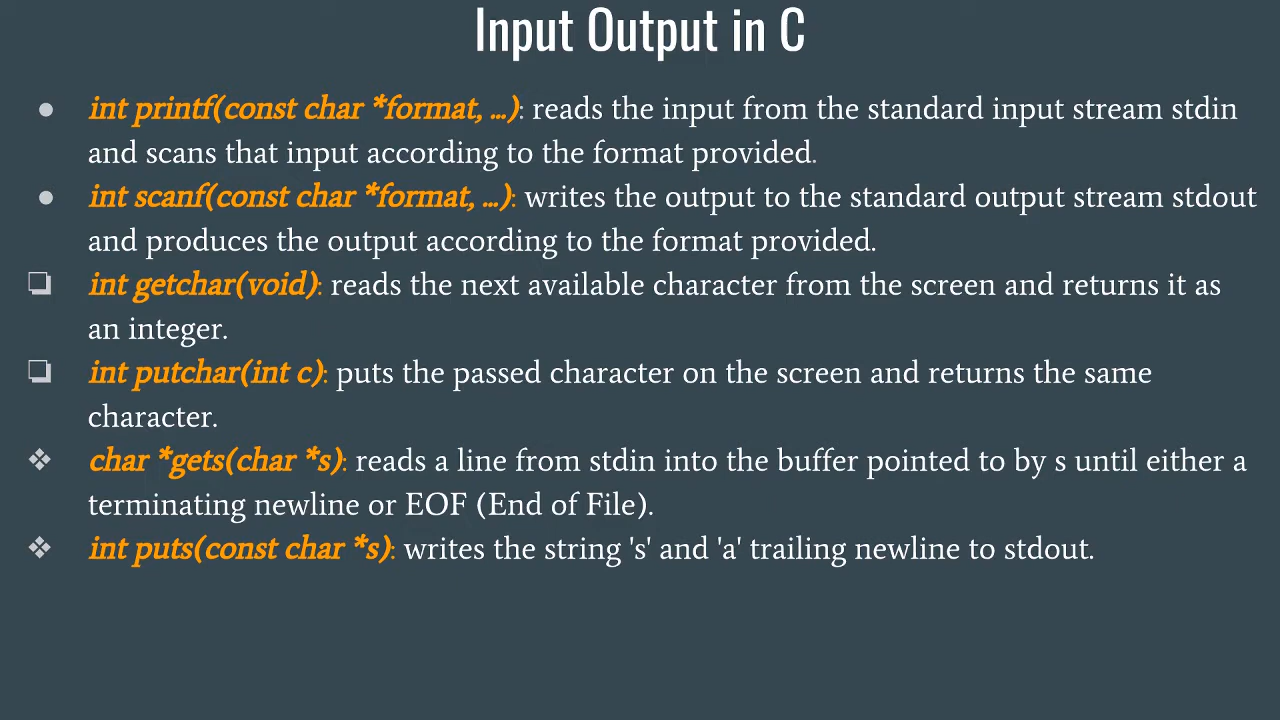 Input Output in C
● int printf(const char *format, ...): reads the input from the standard input stream stdin
and scans that input according to the format provided.
● int scanf(const char *format, ...): writes the output to the standard output stream stdout
and produces the output according to the format provided.
❏ int getchar(void): reads the next available character from the screen and returns it as
an integer.
❏ int putchar(int c): puts the passed character on the screen and returns the same
character.
❖ char *gets(char *s): reads a line from stdin into the buffer pointed to by s until either a
terminating newline or EOF (End of File).
❖ int puts(const char *s): writes the string 's' and 'a' trailing newline to stdout.